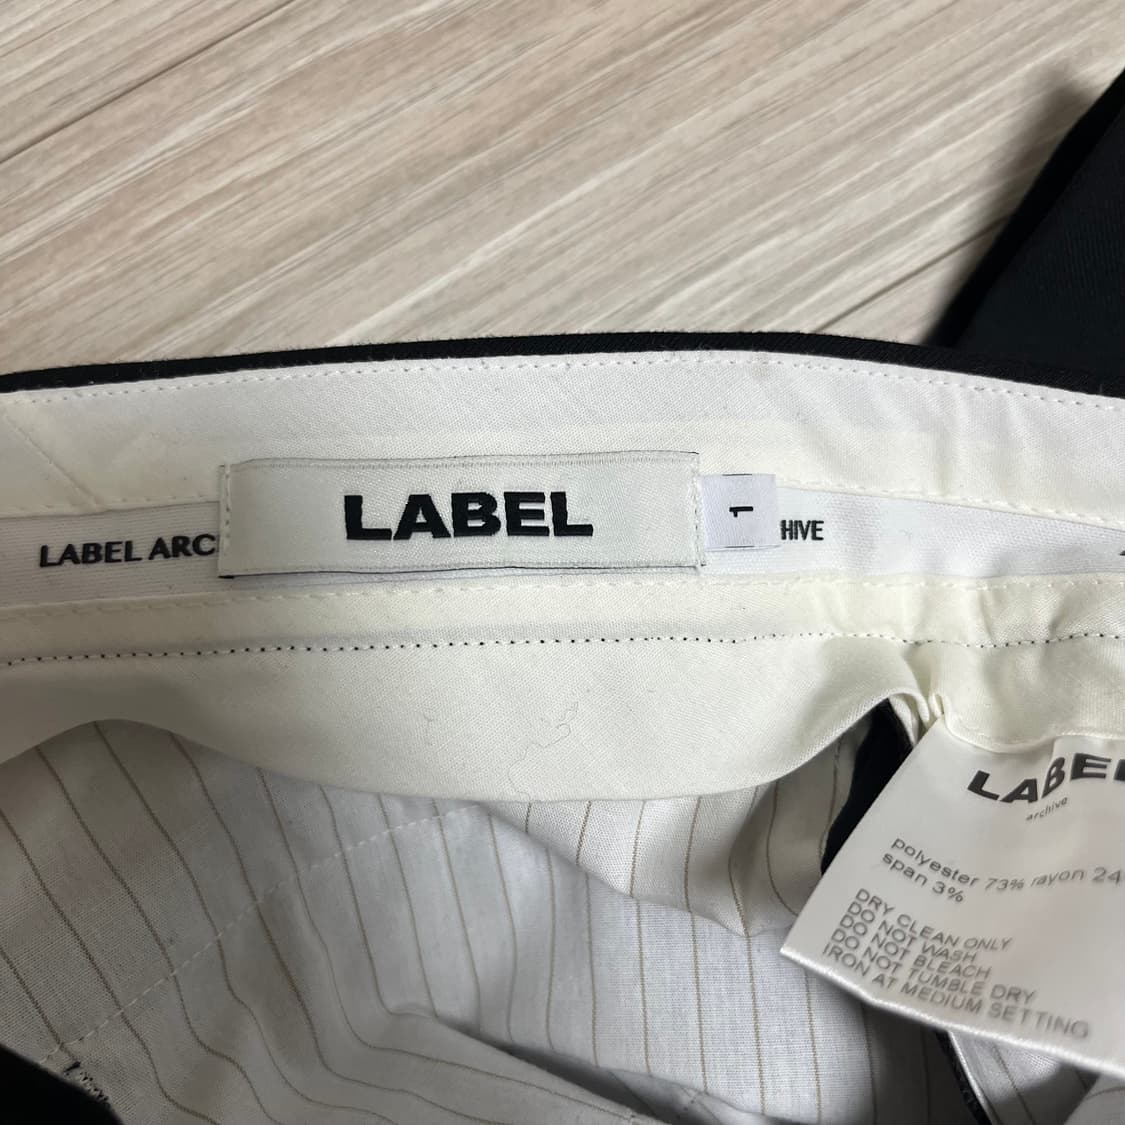 LABEL ARC
LABEL
1
HIVE
LABEL
archive
polyester 73% rayon 24
span 3%
DRY CLEAN ONLY
DO NOT WASH
DO NOT BLEACH
DO NOT TUMBLE DRY
IRON AT MEDIUM SETTING